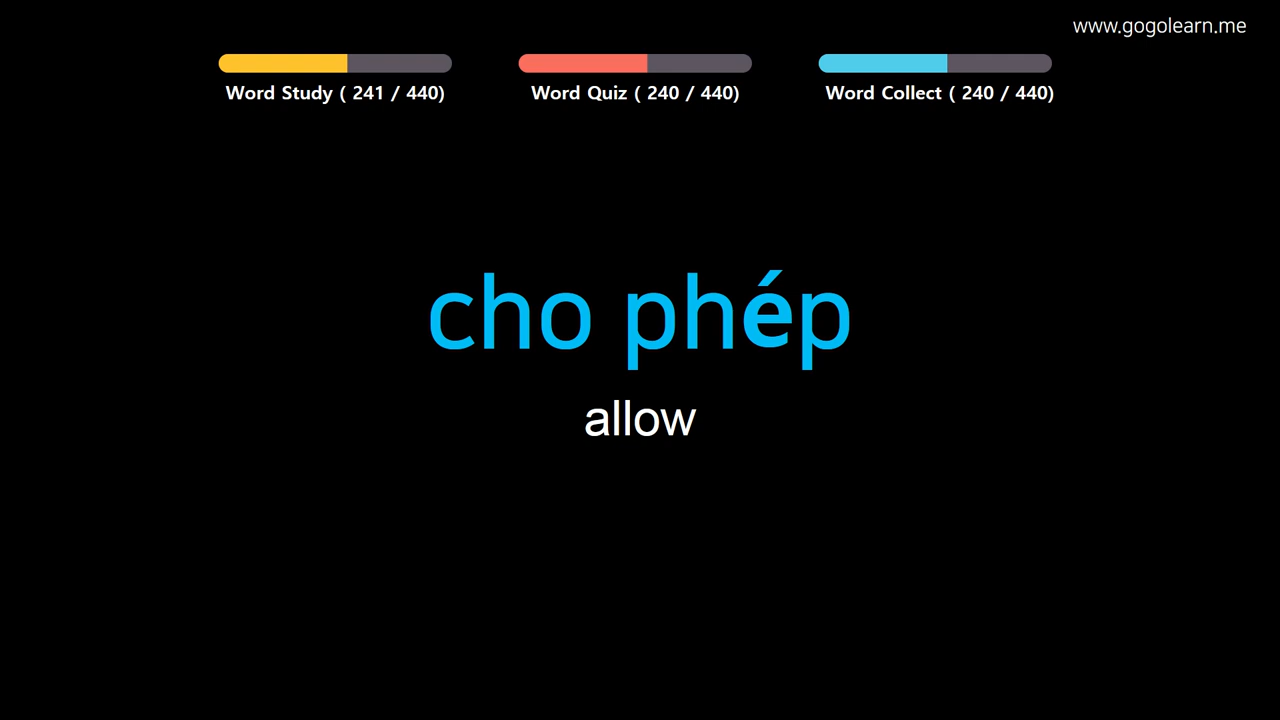 www.gogolearn.me
Word Study ( 241 / 440)
Word Quiz ( 240 / 440)
Word Collect ( 240 / 440)
cho phép
allow